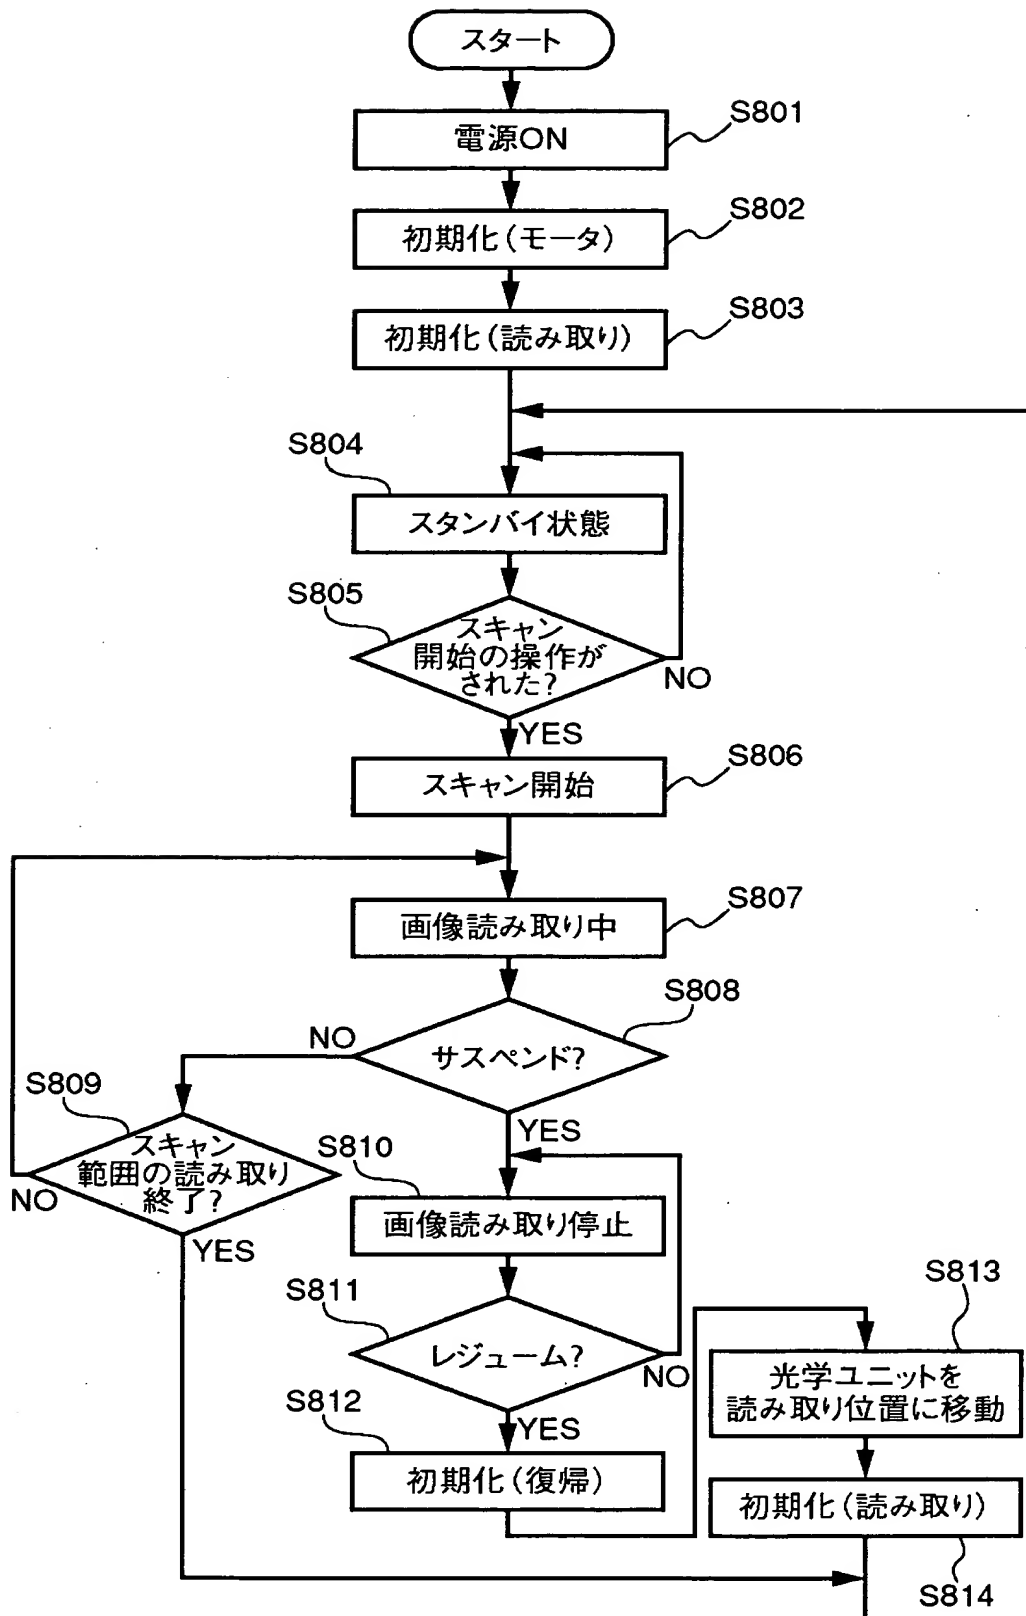 スタート
電源ON
S801
初期化(モータ)
S802
初期化(読み取り)
S803
S804
スタンバイ状態
S805
スキャン
開始の操作が
された?
NO
YES
スキャン開始
S806
画像読み取り中
S807
サスペンド?
S808
NO
YES
S809
スキャン
範囲の読み取り
終了?
NO
YES
S810
画像読み取り停止
S811
レジューム?
NO
YES
S812
初期化(復帰)
S813
光学ユニットを
読み取り位置に移動
初期化(読み取り)
S814